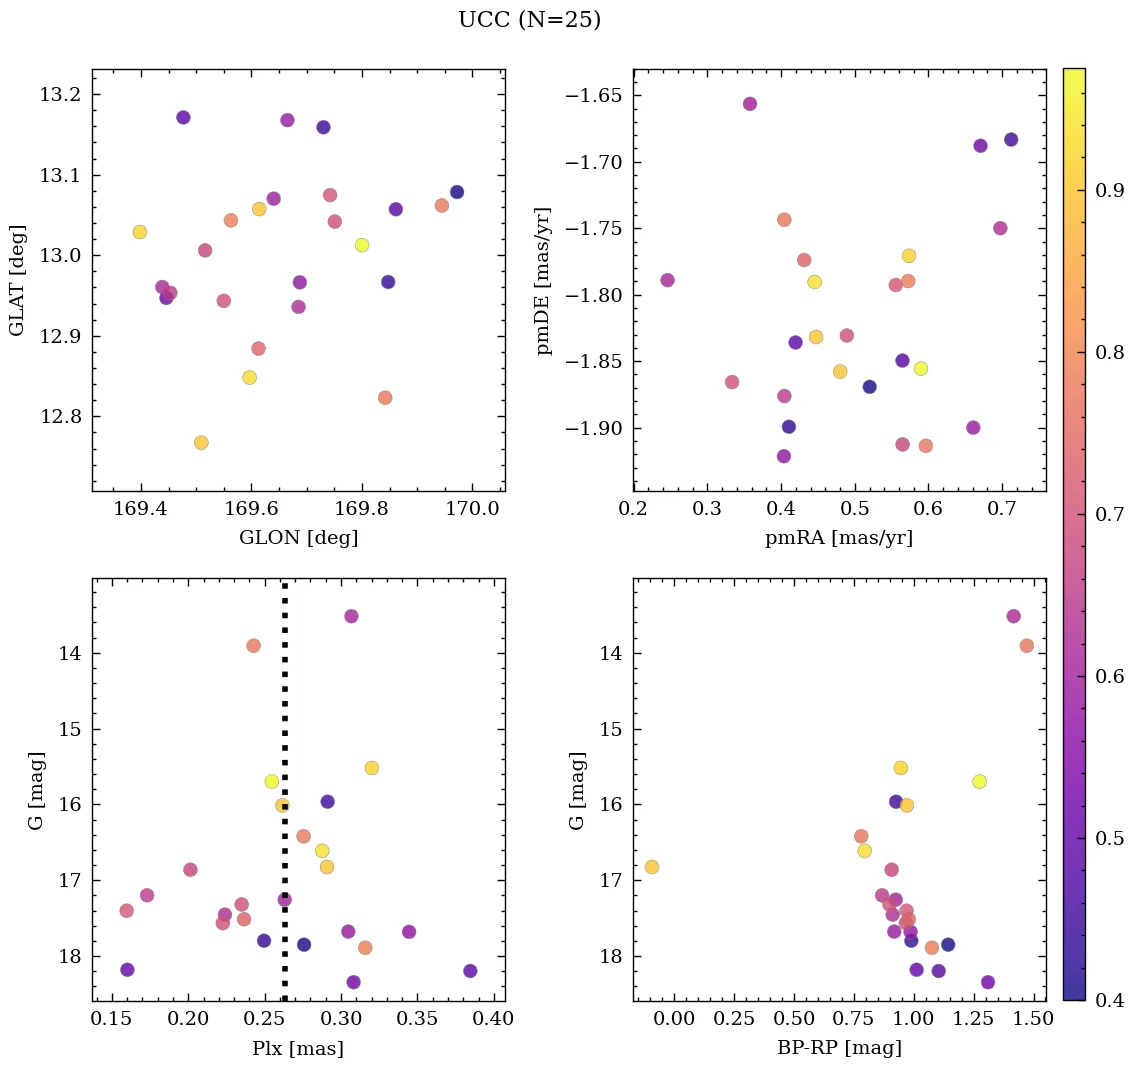 UCC (N=25)
13.2
13.1
13.0
12.9
12.8
GLAT [deg]
169.4 169.6 169.8 170.0
GLON [deg]
−1.65
−1.70
−1.75
−1.80
−1.85
−1.90
pmDE [mas/yr]
0.2 0.3 0.4 0.5 0.6 0.7
pmRA [mas/yr]
14
15
16
17
18
G [mag]
0.15 0.20 0.25 0.30 0.35 0.40
Plx [mas]
14
15
16
17
18
G [mag]
0.00 0.25 0.50 0.75 1.00 1.25 1.50
BP-RP [mag]
0.9
0.8
0.7
0.6
0.5
0.4